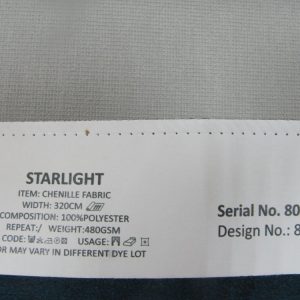 STARLIGHT
ITEM: CHENILLE FABRIC
WIDTH: 320CM
COMPOSITION: 100%POLYESTER
REPEAT:/ WEIGHT:480GSM
CODE: USAGE:
OR MAY VARY IN DIFFERENT DYE LOT
Serial No. 80
Design No.: 8